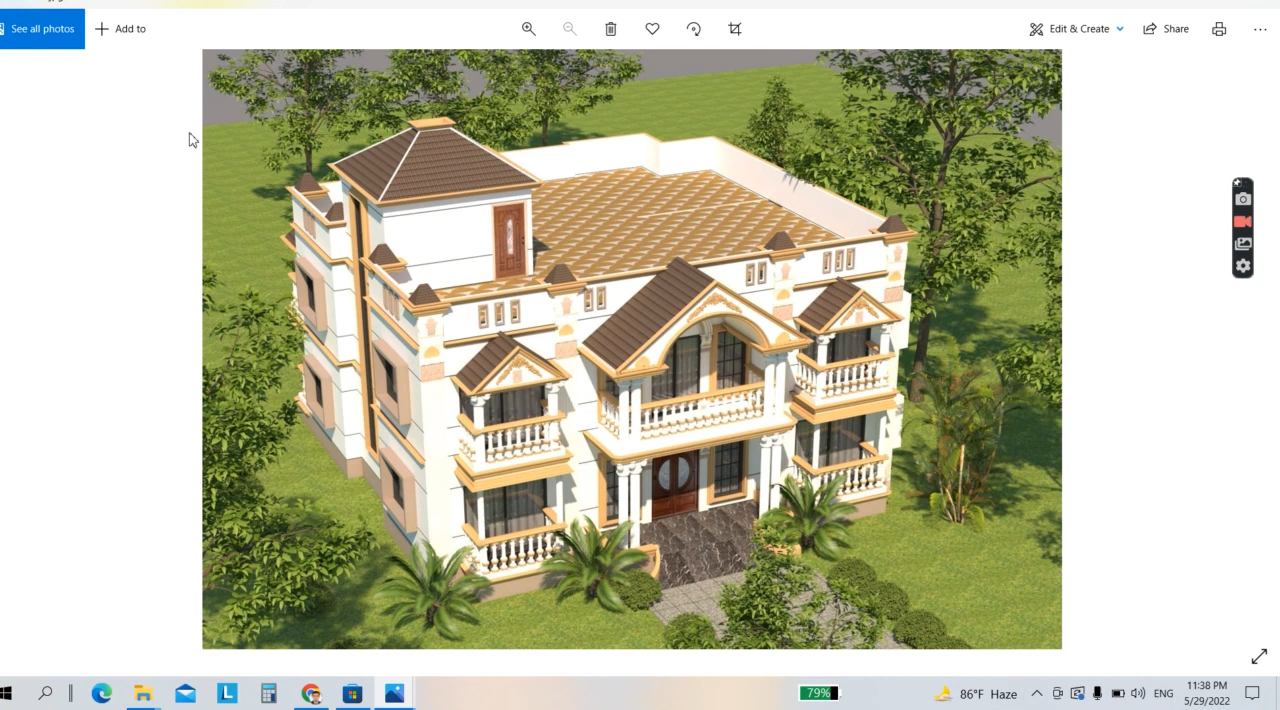 See all photos
Add to
Edit & Create
Share
79%
86°F Haze
ENG
11:38 PM
5/29/2022